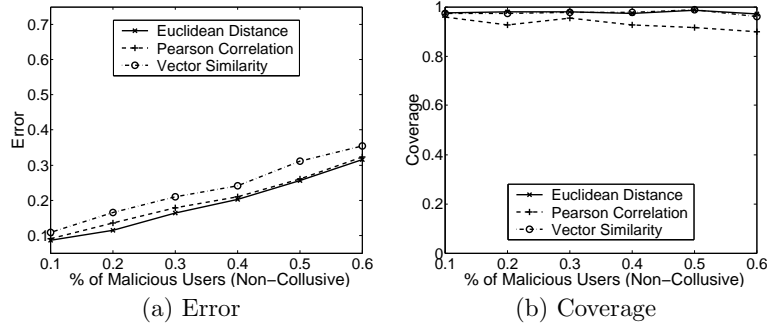 Error
0.7
0.6
0.5
0.4
0.3
0.2
0.1
Euclidean Distance
Pearson Correlation
Vector Similarity
0.1 0.2 0.3 0.4 0.5 0.6
% of Malicious Users (Non−Collusive)
(a) Error
Coverage
1
0.8
0.6
0.4
0.2
0
Euclidean Distance
Pearson Correlation
Vector Similarity
0.1 0.2 0.3 0.4 0.5 0.6
% of Malicious Users (Non−Collusive)
(b) Coverage